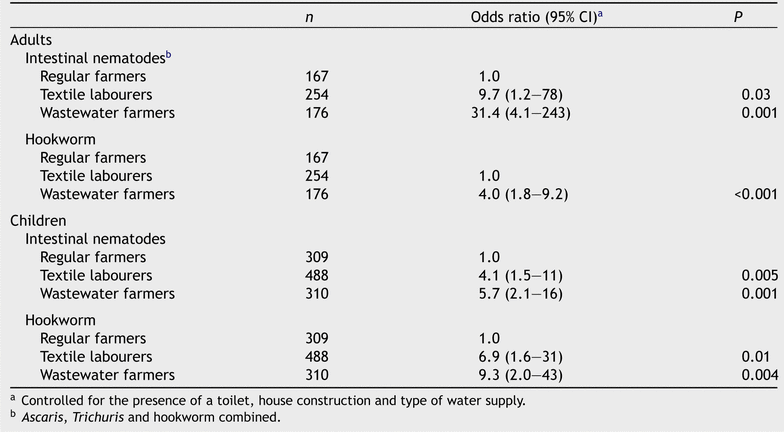 n Odds ratio (95% CI)a P
Adults
Intestinal nematodesb
Regular farmers 167 1.0
Textile labourers 254 9.7 (1.2—78) 0.03
Wastewater farmers 176 31.4 (4.1—243) 0.001
Hookworm
Regular farmers 167
Textile labourers 254 1.0
Wastewater farmers 176 4.0 (1.8—9.2) <0.001
Children
Intestinal nematodes
Regular farmers 309 1.0
Textile labourers 488 4.1 (1.5—11) 0.005
Wastewater farmers 310 5.7 (2.1—16) 0.001
Hookworm
Regular farmers 309 1.0
Textile labourers 488 6.9 (1.6—31) 0.01
Wastewater farmers 310 9.3 (2.0—43) 0.004
a Controlled for the presence of a toilet, house construction and type of water supply.
b Ascaris, Trichuris and hookworm combined.